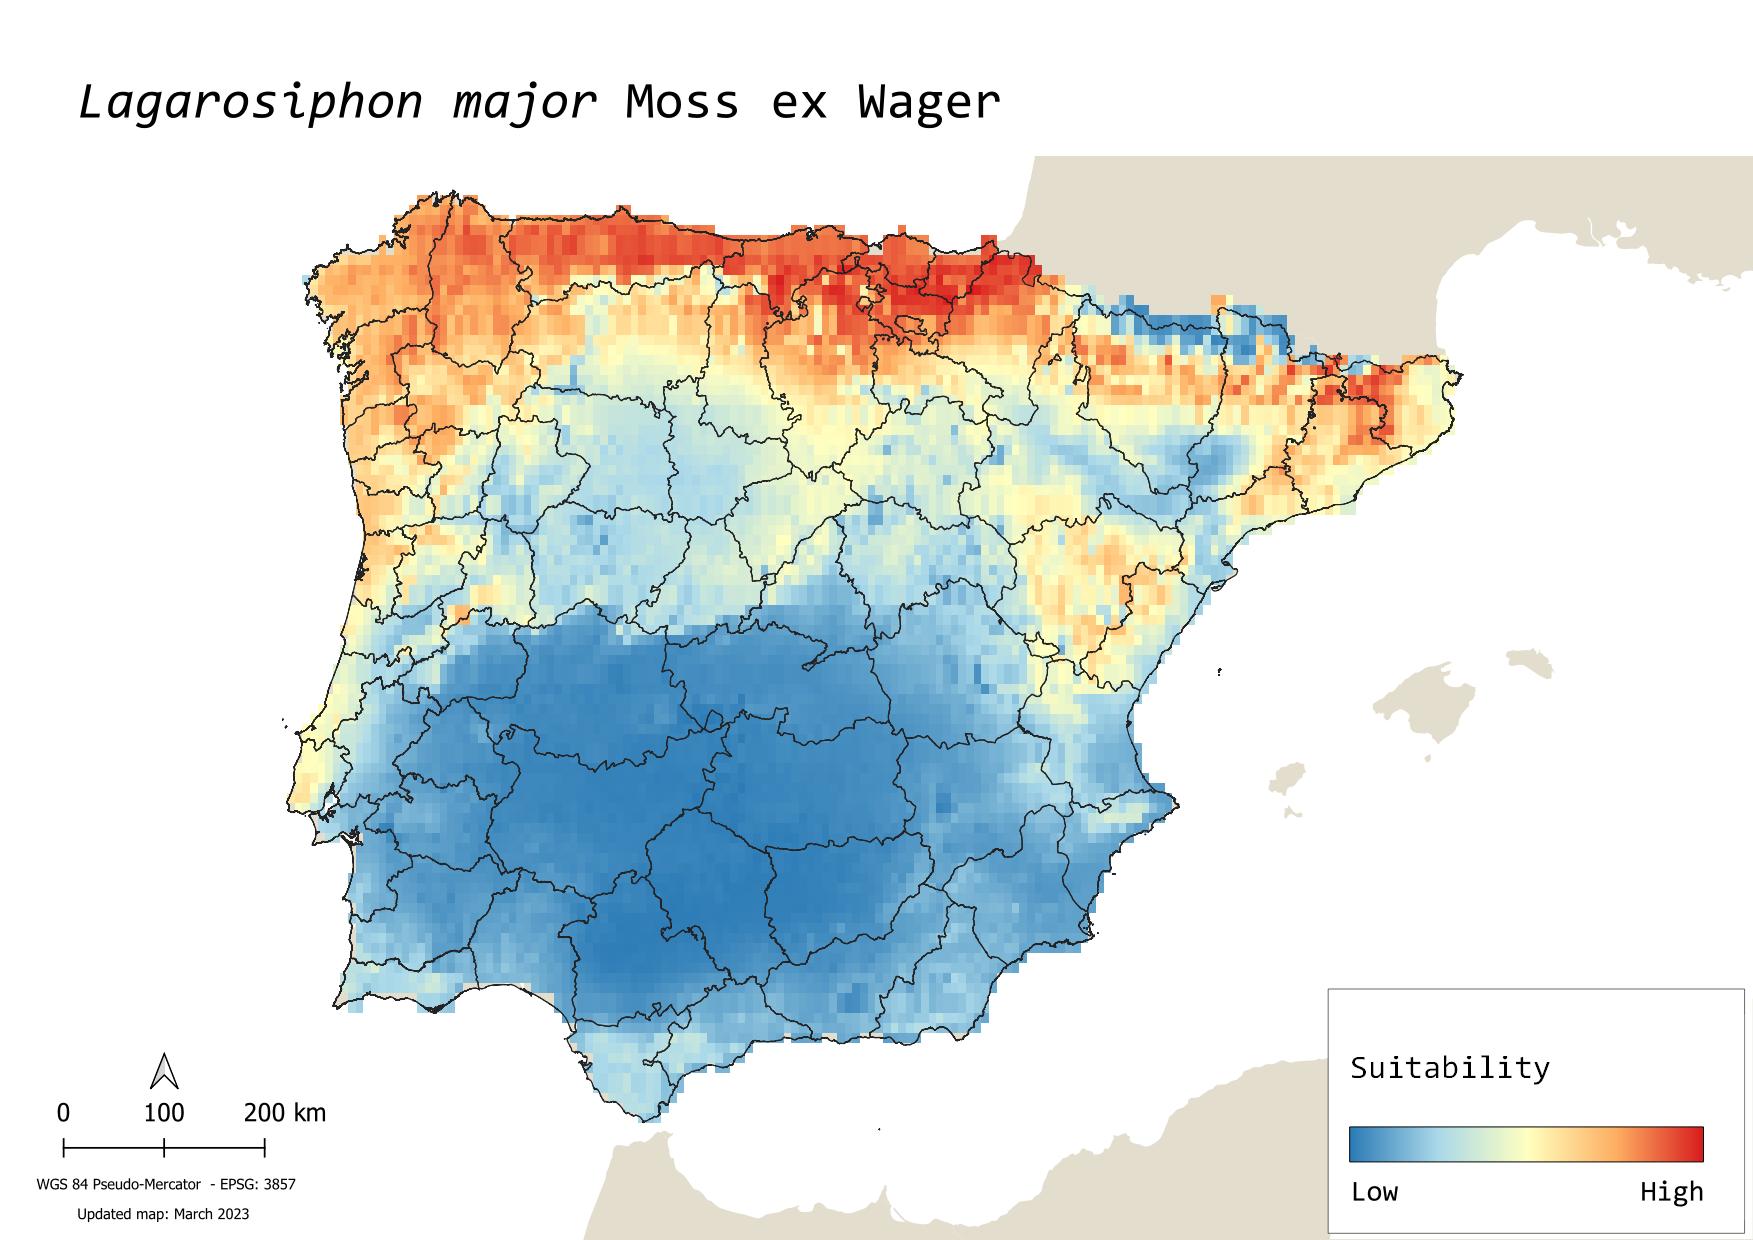 Lagarosiphon major Moss ex Wager
Suitability
Low High
0 100 200 km
WGS 84 Pseudo-Mercator - EPSG: 3857
Updated map: March 2023